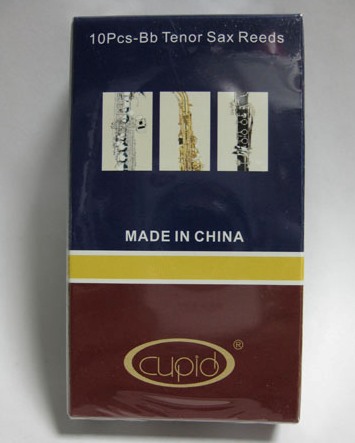 10Pcs-Bb Tenor Sax Reeds
MADE IN CHINA
cupid ®